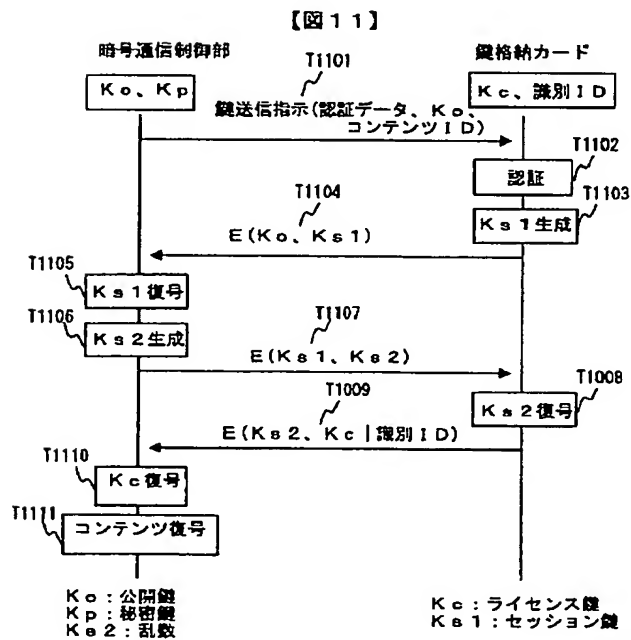 【図11】
暗号通信制御部
鍵格納カード
Ko、Kp
T1101
Kc、識別ID
鍵送信指示(認証データ、Ko、
コンテンツID)
T1102
認証
T1103
Ks1生成
T1104
E(Ko、Ks1)
T1105
Ks1復号
T1106
Ks2生成
T1107
E(Ks1、Ks2)
T1008
Ks2復号
T1009
E(Ks2、Kc|識別ID)
T1110
Kc復号
T1111
コンテンツ復号
Ko:公開鍵
Kp:秘密鍵
Ks2:乱数
Kc:ライセンス鍵
Ks1:セッション鍵